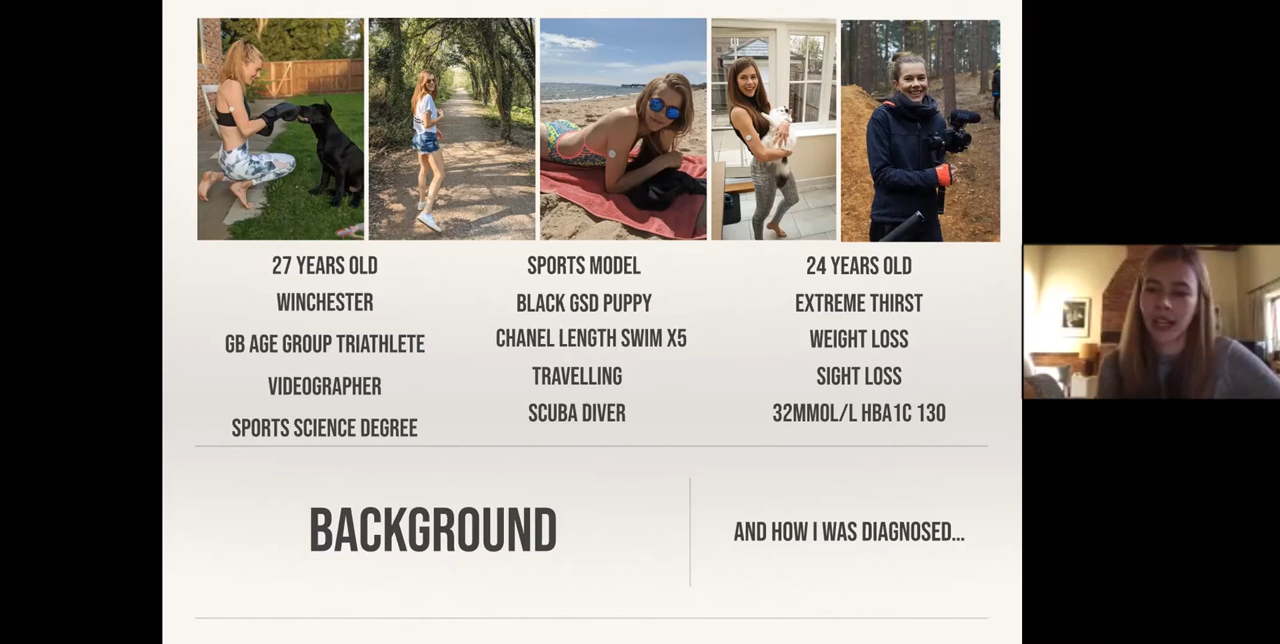 27 YEARS OLD
WINCHESTER
GB AGE GROUP TRIATHLETE
VIDEOGRAPHER
SPORTS SCIENCE DEGREE
SPORTS MODEL
BLACK GSD PUPPY
CHANEL LENGTH SWIM X5
TRAVELLING
SCUBA DIVER
24 YEARS OLD
EXTREME THIRST
WEIGHT LOSS
SIGHT LOSS
32MMOL/L HBA1C 130
BACKGROUND
AND HOW I WAS DIAGNOSED...